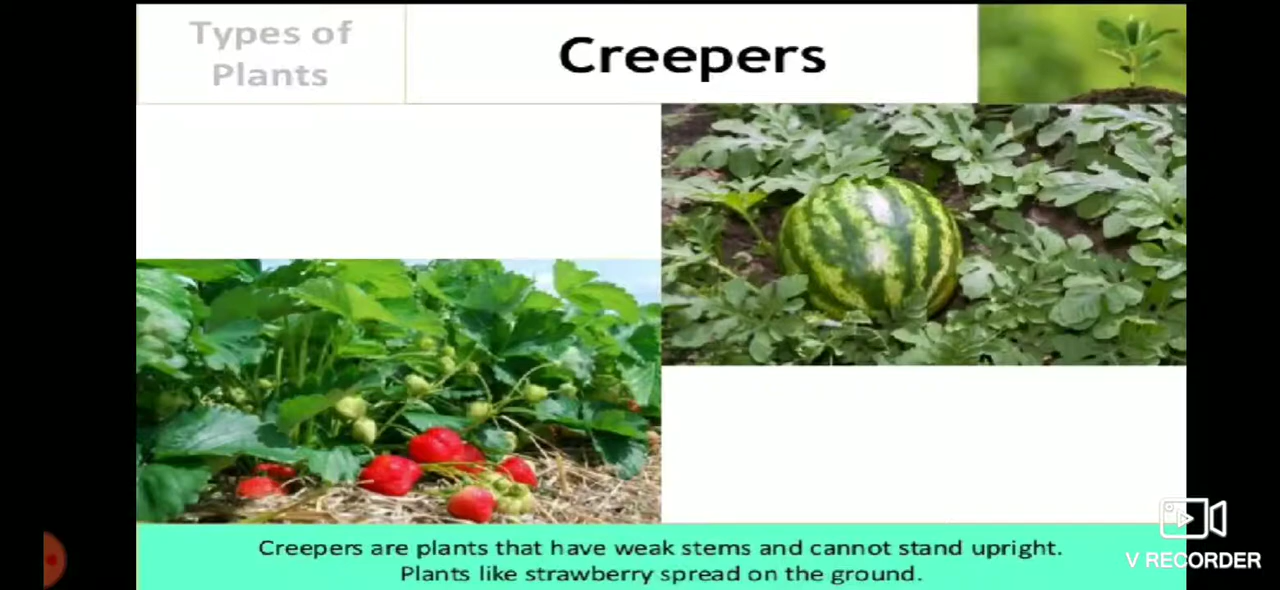 Types of
Plants
Creepers
Creepers are plants that have weak stems and cannot stand upright.
Plants like strawberry spread on the ground.
V RECORDER